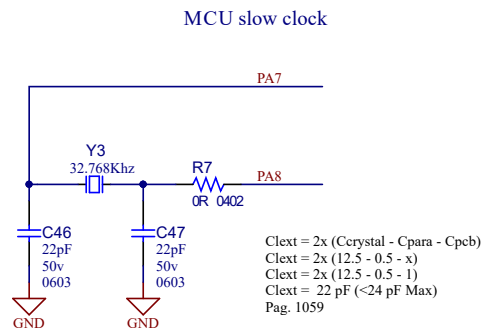 MCU slow clock
PA7
Y3
32.768Khz
R7
PA8
0R 0402
C46
22pF
50v
0603
C47
22pF
50v
0603
GND
GND
Clext = 2x (Ccrystal - Cpara - Cpcb)
Clext = 2x (12.5 - 0.5 - x)
Clext = 2x (12.5 - 0.5 - 1)
Clext =  22 pF (<24 pF Max)
Pag. 1059